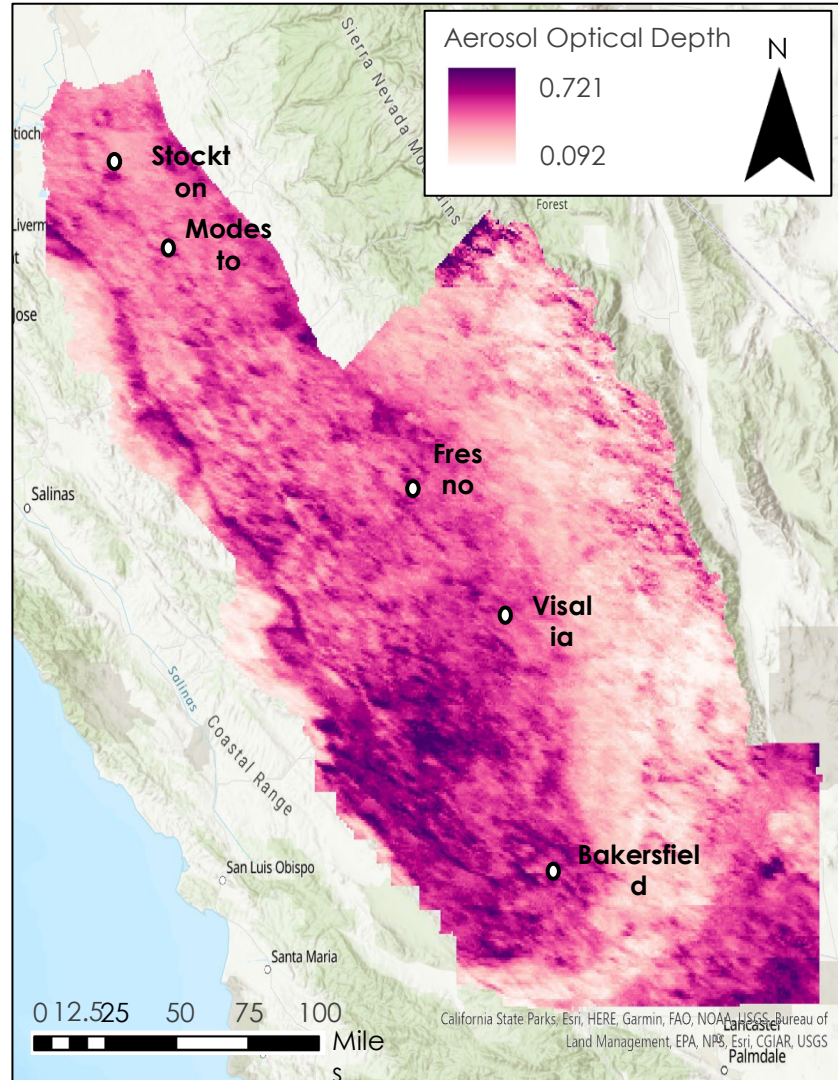 Sierra Nevada Mountains
Aerosol Optical Depth
0.721
0.092
N
Forest
tioch
Stockt
on
Liverm
t
Modes
to
Jose
Salinas
Fres
no
Visal
ia
Salinas
Coastal Range
San Luis Obispo
Bakersfiel
d
Santa Maria
0 12.525 50 75 100
Mile
s
California State Parks, Esri, HERE, Garmin, FAO, NOAA, USGS, Bureau of
Land Management, EPA, NPS, Esri, CGIAR, USGS
Lancaster
Palmdale